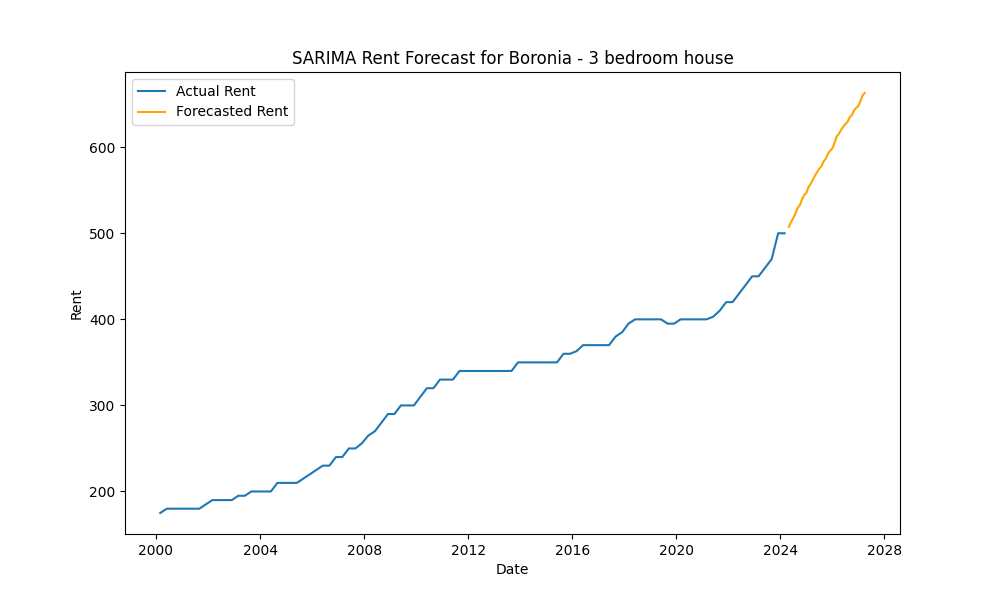 SARIMA Rent Forecast for Boronia - 3 bedroom house
Actual Rent
Forecasted Rent
600
500
400
300
200
Rent
2000 2004 2008 2012 2016 2020 2024 2028
Date